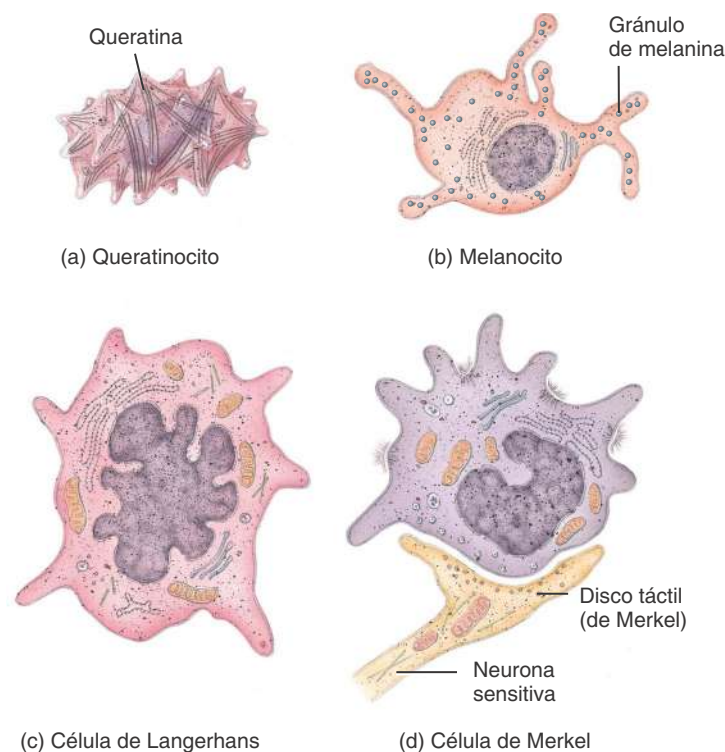 Queratina
Gránulo
de melanina
(a) Queratinocito
(b) Melanocito
Disco táctil
(de Merkel)
Neurona
sensitiva
(c) Célula de Langerhans
(d) Célula de Merkel